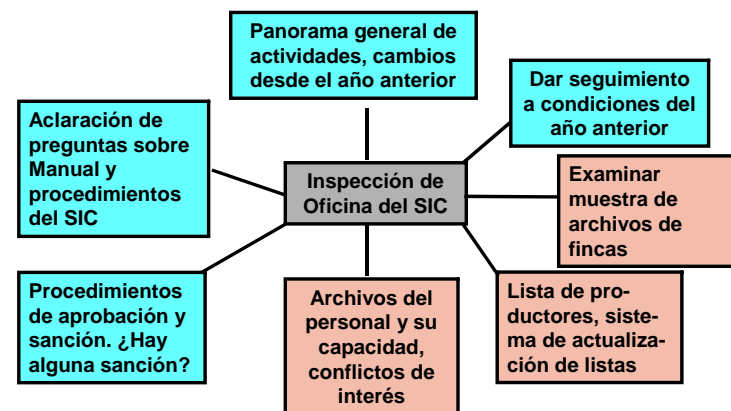 Panorama general de
actividades, cambios
desde el año anterior
Dar seguimiento
a condiciones del
año anterior
Aclaración de
preguntas sobre
Manual y
procedimientos
del SIC
Inspección de
Oficina del SIC
Examinar
muestra de
archivos de
fincas
Procedimientos
de aprobación y
sanción. ¿Hay
alguna sanción?
Archivos del
personal y su
capacidad,
conflictos de
interés
Lista de pro-
ductores, siste-
ma de actualiza-
ción de listas